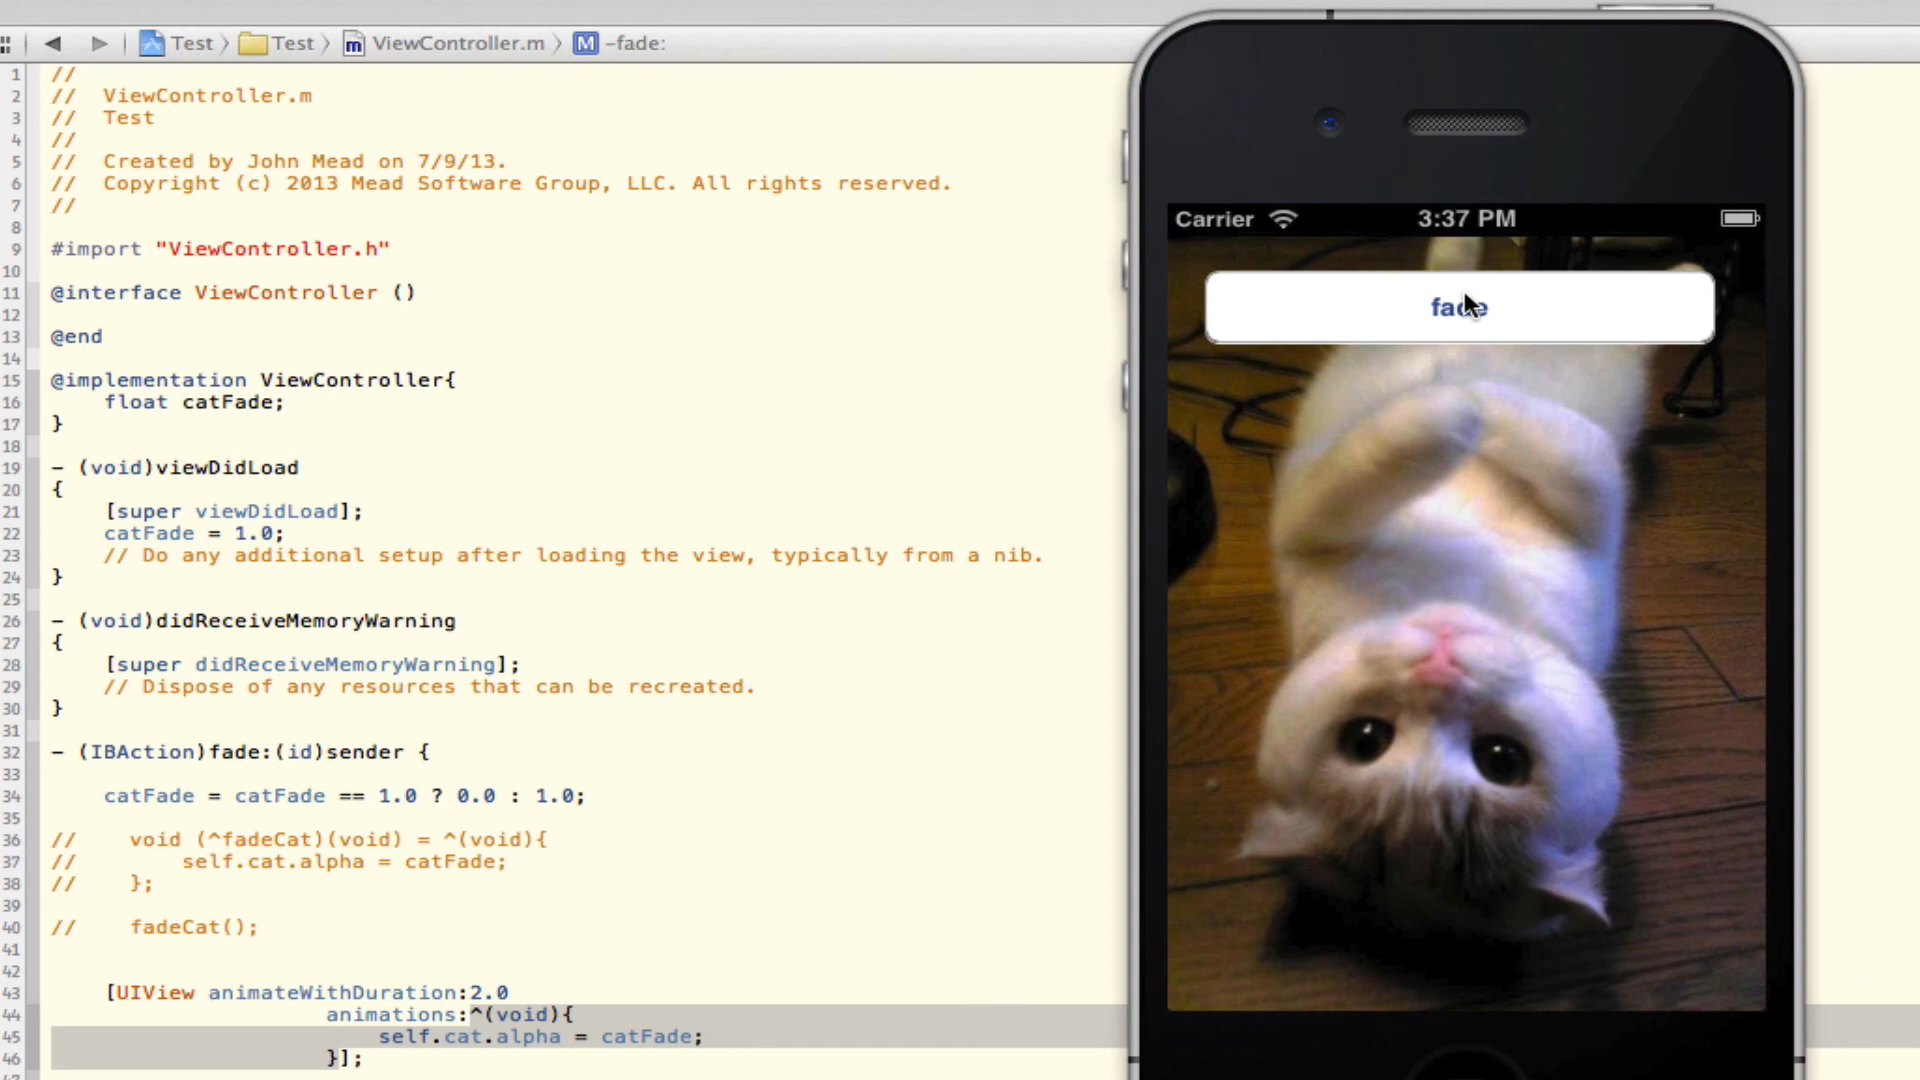 Test Test ViewController.m M -fade:
1 //
2 //  ViewController.m
3 //  Test
4 //
5 //  Created by John Mead on 7/9/13.
6 //  Copyright (c) 2013 Mead Software Group, LLC. All rights reserved.
7 //
8
9 #import "ViewController.h"
10
11 @interface ViewController ()
12
13 @end
14
15 @implementation ViewController{
16     float catFade;
17 }
18
19 - (void)viewDidLoad
20 {
21     [super viewDidLoad];
22     catFade = 1.0;
23     // Do any additional setup after loading the view, typically from a nib.
24 }
25
26 - (void)didReceiveMemoryWarning
27 {
28     [super didReceiveMemoryWarning];
29     // Dispose of any resources that can be recreated.
30 }
31
32 - (IBAction)fade:(id)sender {
33
34     catFade = catFade == 1.0 ? 0.0 : 1.0;
35
36 //    void (^fadeCat)(void) = ^(void){
37 //        self.cat.alpha = catFade;
38 //    };
39
40 //    fadeCat();
41
42
43     [UIView animateWithDuration:2.0
44                      animations:^(void){
45                          self.cat.alpha = catFade;
46                      }];
Carrier 3:37 PM
fade